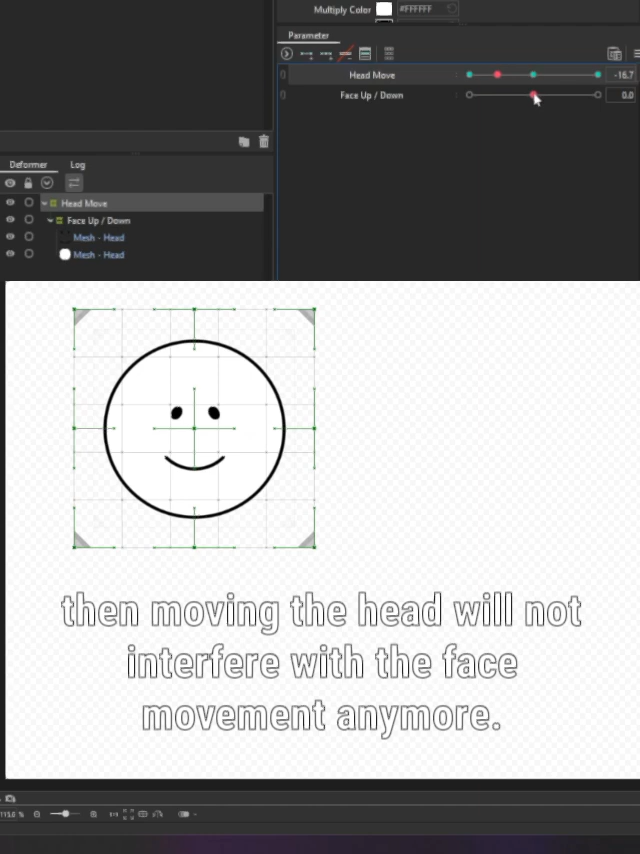 Multiply Color #FFFFFF
Parameter
Head Move -16.7
Face Up / Down 0.0
Deformer Log
Head Move
Face Up / Down
Mesh - Head
Mesh - Head
then moving the head will not
interfere with the face
movement anymore.
113.0 %